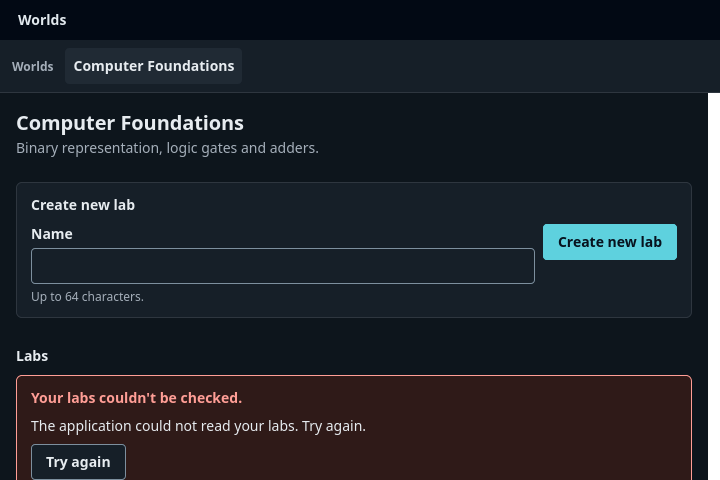 Worlds
Worlds Computer Foundations
Computer Foundations
Binary representation, logic gates and adders.
Create new lab
Name
Create new lab
Up to 64 characters.
Labs
Your labs couldn't be checked.
The application could not read your labs. Try again.
Try again